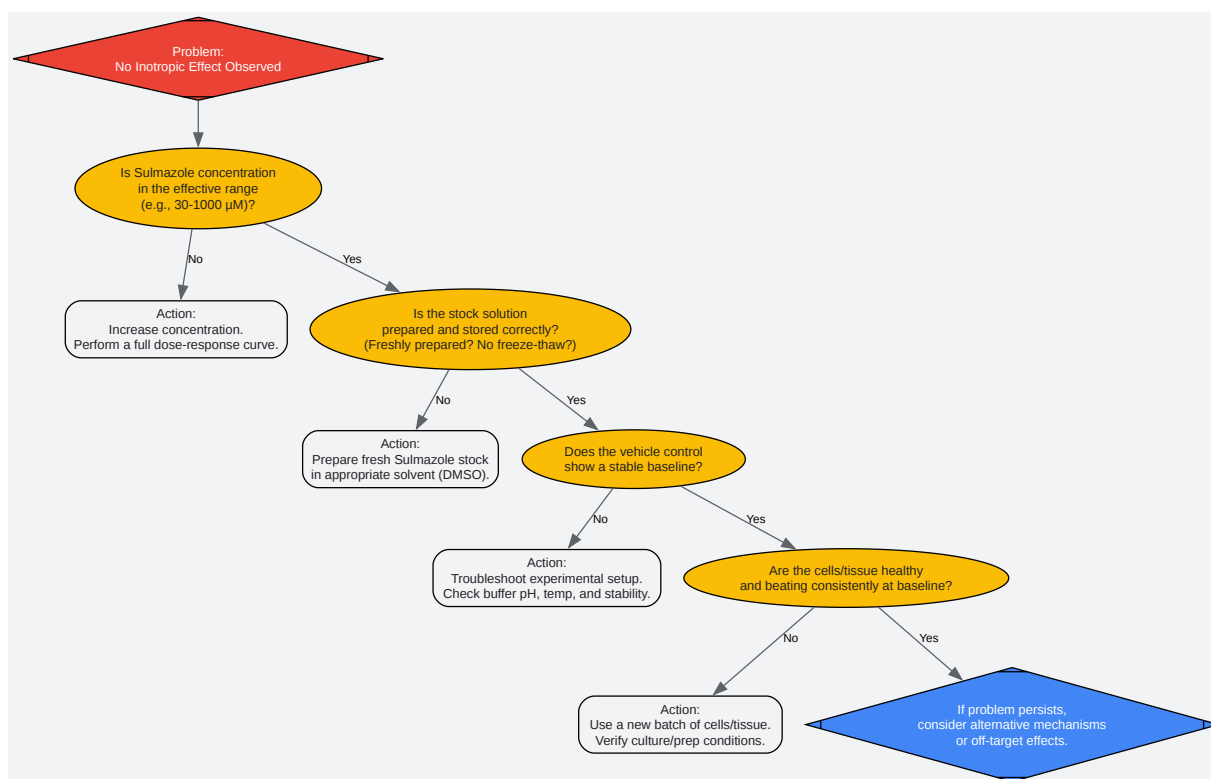 Problem:
No Inotropic Effect Observed
Is Sulmazole concentration
in the effective range
(e.g., 30-1000 µM)?
No
Yes
Action:
Increase concentration.
Perform a full dose-response curve.
Is the stock solution
prepared and stored correctly?
(Freshly prepared? No freeze-thaw?)
No
Yes
Action:
Prepare fresh Sulmazole stock
in appropriate solvent (DMSO).
Does the vehicle control
show a stable baseline?
No
Yes
Action:
Troubleshoot experimental setup.
Check buffer pH, temp, and stability.
Are the cells/tissue healthy
and beating consistently at baseline?
No
Yes
Action:
Use a new batch of cells/tissue.
Verify culture/prep conditions.
If problem persists,
consider alternative mechanisms
or off-target effects.